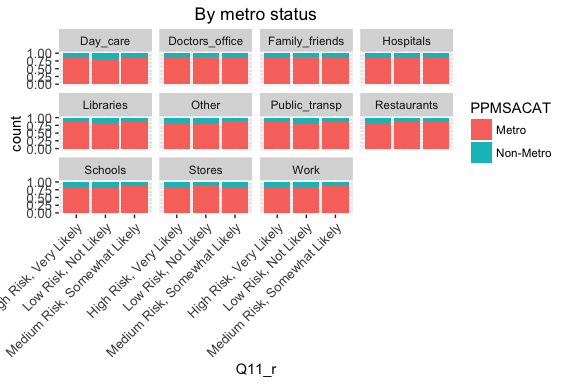 By metro status
Day_care Doctors_office Family_friends Hospitals
1.00
0.75
0.50
0.25
0.00
Libraries Other Public_transp Restaurants
1.00
0.75
0.50
0.25
0.00
Schools Stores Work
1.00
0.75
0.50
0.25
0.00
count
PPMSACAT
Metro
Non-Metro
gh Risk, Very Likely
Low Risk, Not Likely
Medium Risk, Somewhat Likely
High Risk, Very Likely
Low Risk, Not Likely
Medium Risk, Somewhat Likely
High Risk, Very Likely
Low Risk, Not Likely
Medium Risk, Somewhat Likely
Q11_r